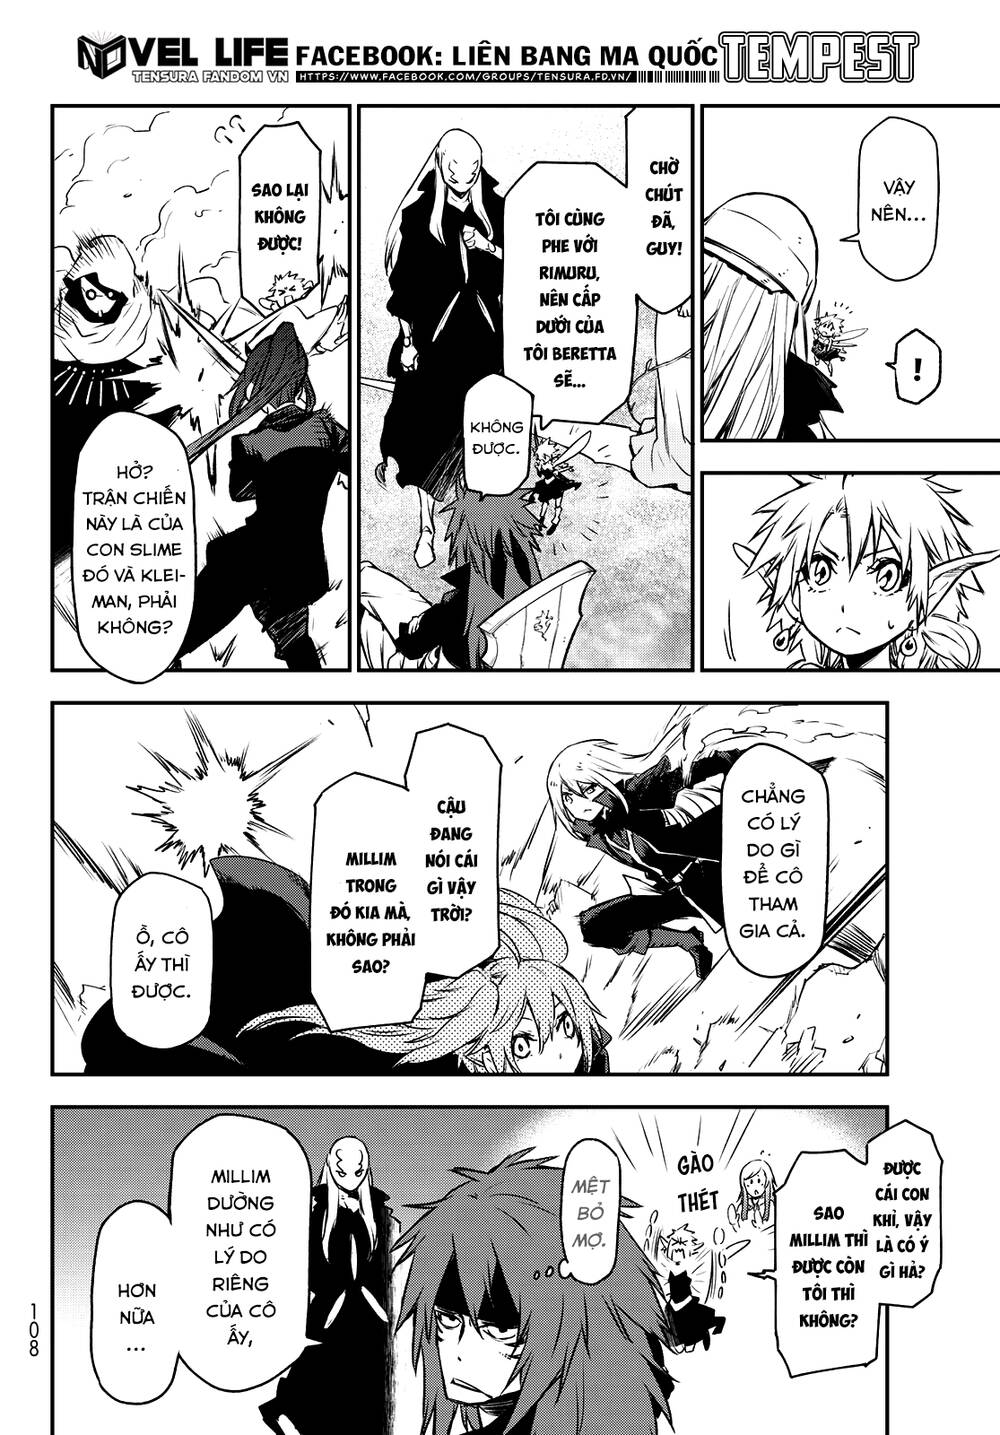 NOVEL LIFE
TENSURA FANDOM VN
FACEBOOK: LIÊN BANG MA QUỐC
HTTPS://WWW.FACEBOOK.COM/GROUPS/TENSURA.FD.VN/
TEMPEST
VẬY
NÊN...
!
CHỜ
CHÚT
ĐÃ,
GUY!
TÔI CÙNG
PHE VỚI
RIMURU,
NÊN CẤP
DƯỚI CỦA
TÔI BERETTA
SẼ...
KHÔNG
ĐƯỢC.
SAO LẠI
KHÔNG
ĐƯỢC!
HỞ?
TRẬN CHIẾN
NÀY LÀ CỦA
CON SLIME
ĐÓ VÀ KLEI-
MAN, PHẢI
KHÔNG?
CHẲNG
CÓ LÝ
DO GÌ
ĐỂ CÔ
THAM
GIA CẢ.
CẬU
ĐANG
NÓI CÁI
GÌ VẬY
TRỜI?
MILLIM
TRONG
ĐÓ KIA MÀ,
KHÔNG PHẢI
SAO?
Ồ, CÔ
ẤY THÌ
ĐƯỢC.
ĐƯỢC
CÁI CON
KHỈ, VẬY
LÀ CÓ Ý
GÌ HẢ?
SAO
MILLIM THÌ
ĐƯỢC CÒN
TÔI THÌ
KHÔNG?
GÀO
THÉT
MỆT
BỎ
MỢ.
MILLIM
DƯỜNG
NHƯ CÓ
LÝ DO
RIÊNG
CỦA CÔ
ẤY,
HƠN
NỮA
...
108